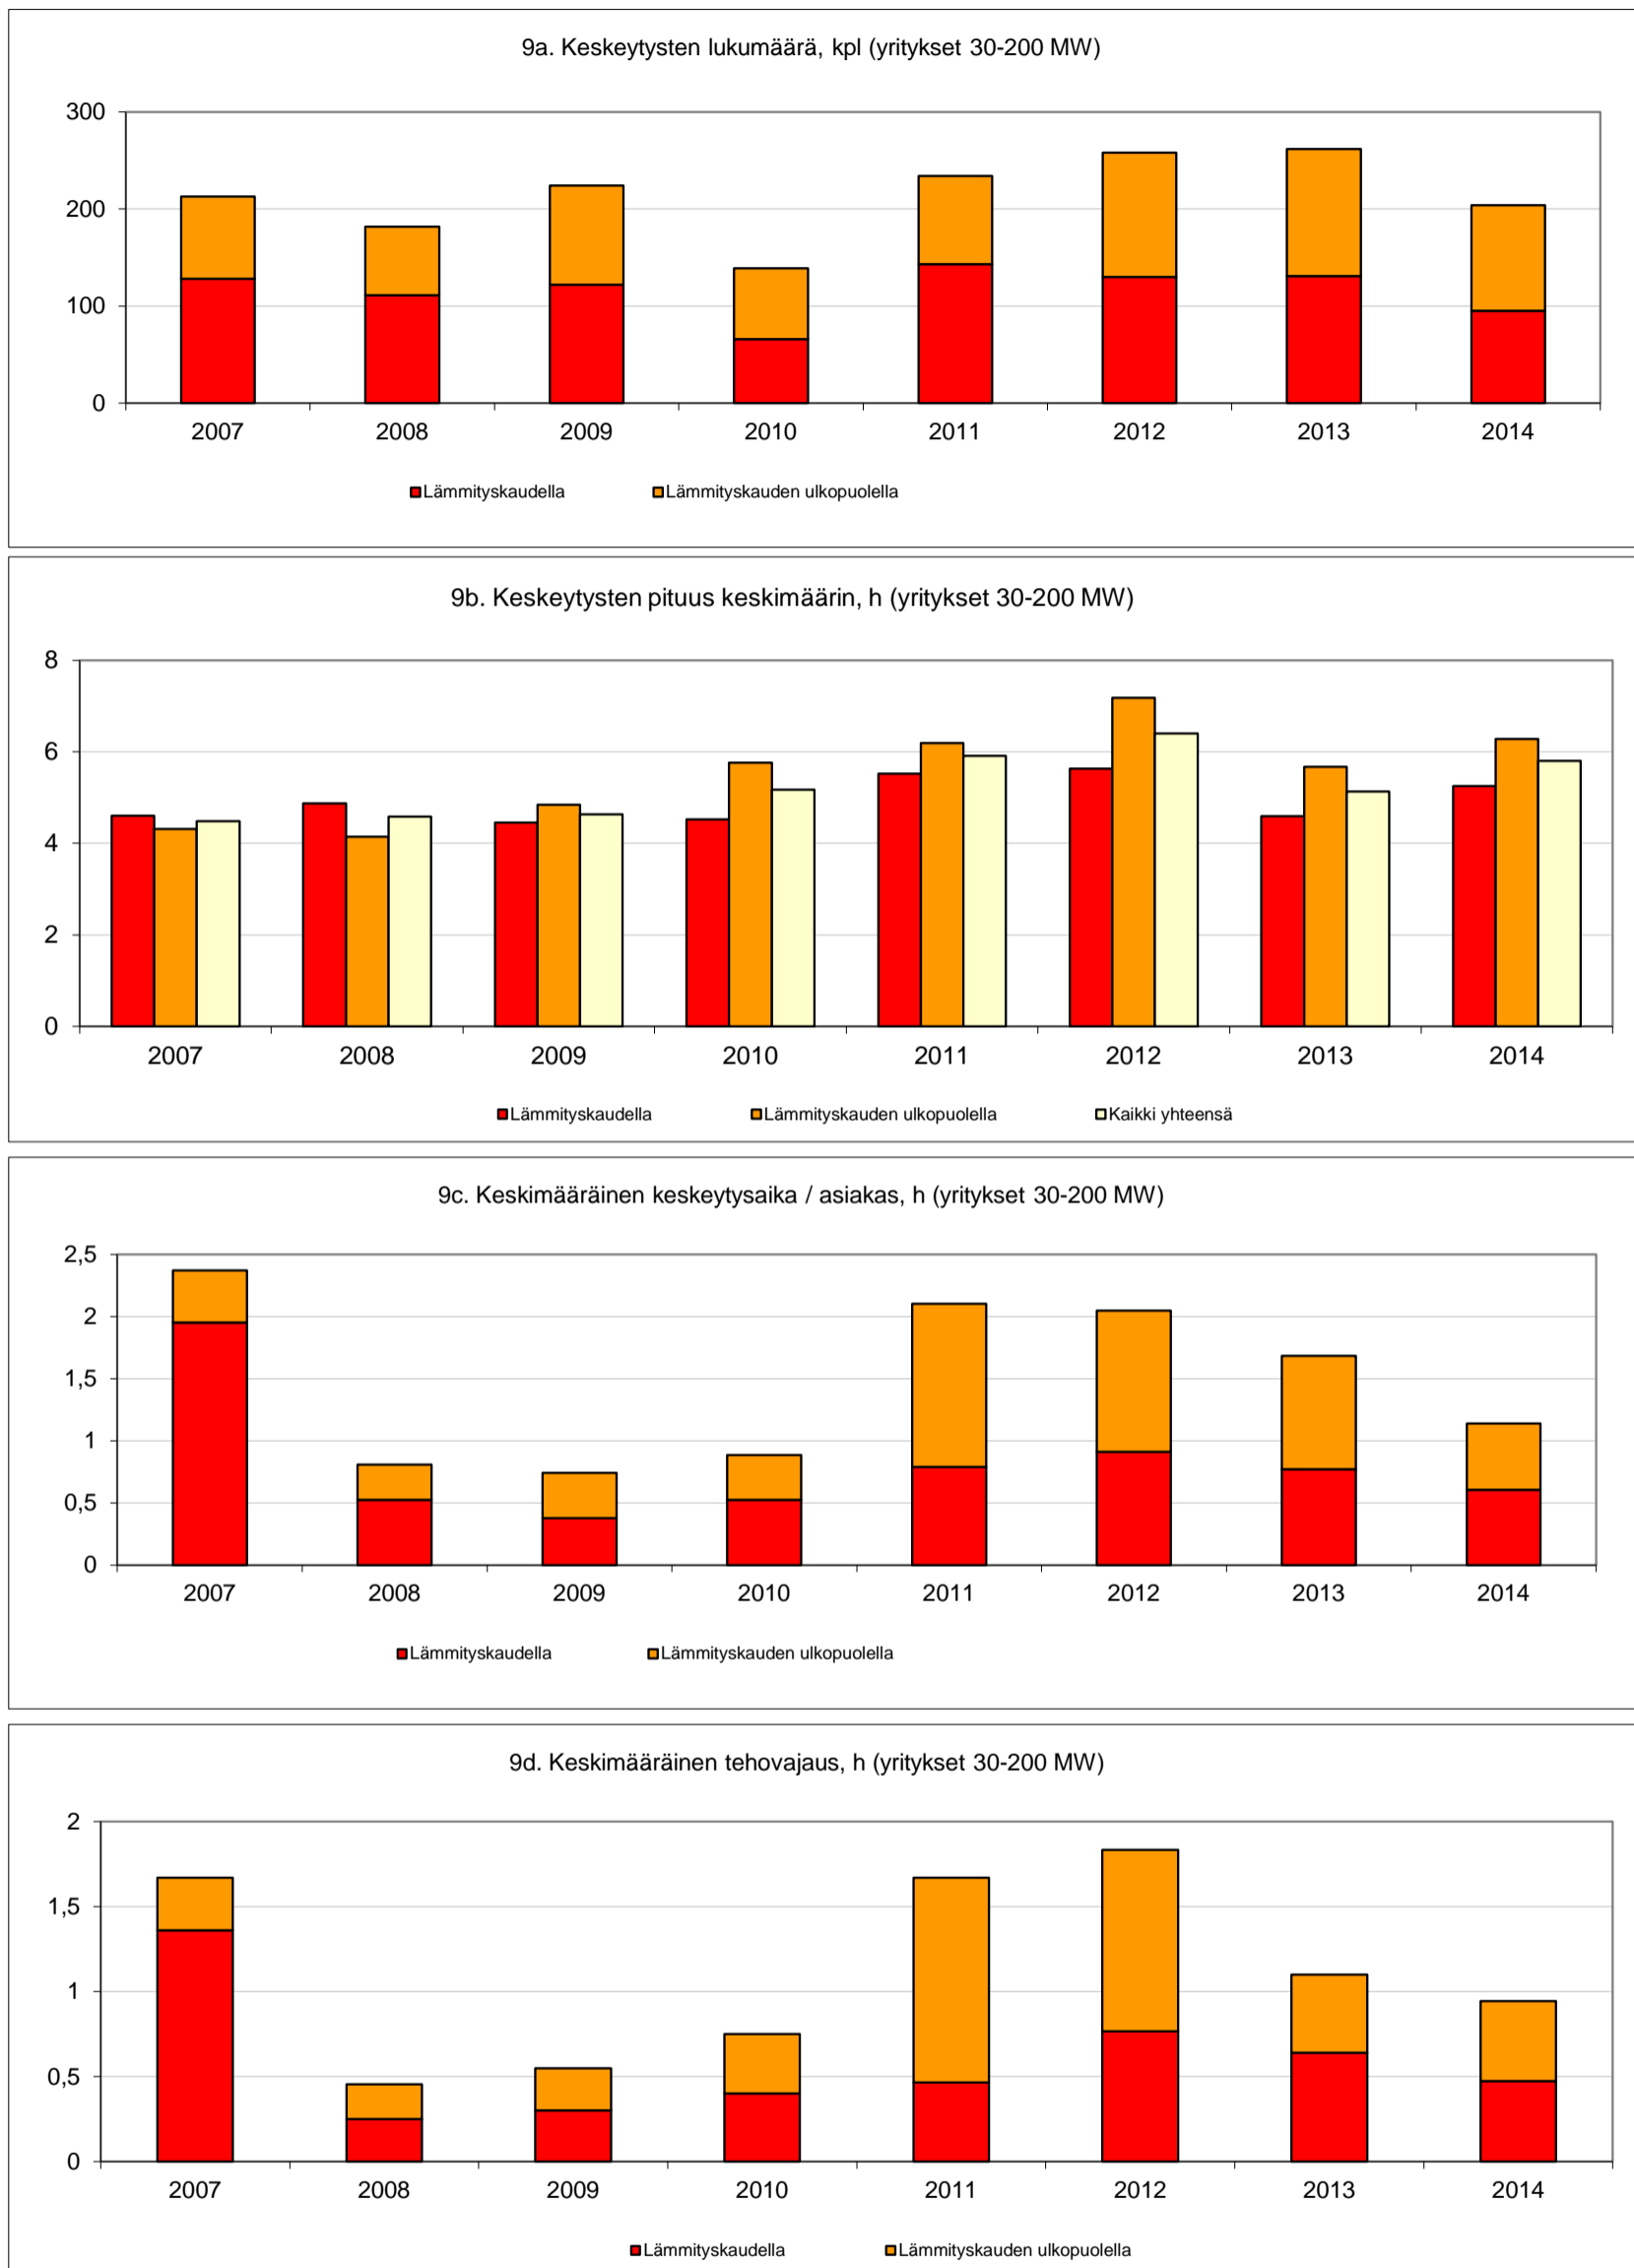 9a. Keskeytysten lukumäärä, kpl (yritykset 30-200 MW)
300
200
100
0
2007 2008 2009 2010 2011 2012 2013 2014
Lämmityskaudella Lämmityskauden ulkopuolella
9b. Keskeytysten pituus keskimäärin, h (yritykset 30-200 MW)
8
6
4
2
0
2007 2008 2009 2010 2011 2012 2013 2014
Lämmityskaudella Lämmityskauden ulkopuolella Kaikki yhteensä
9c. Keskimääräinen keskeytysaika / asiakas, h (yritykset 30-200 MW)
2,5
2
1,5
1
0,5
0
2007 2008 2009 2010 2011 2012 2013 2014
Lämmityskaudella Lämmityskauden ulkopuolella
9d. Keskimääräinen tehovajaus, h (yritykset 30-200 MW)
2
1,5
1
0,5
0
2007 2008 2009 2010 2011 2012 2013 2014
Lämmityskaudella Lämmityskauden ulkopuolella